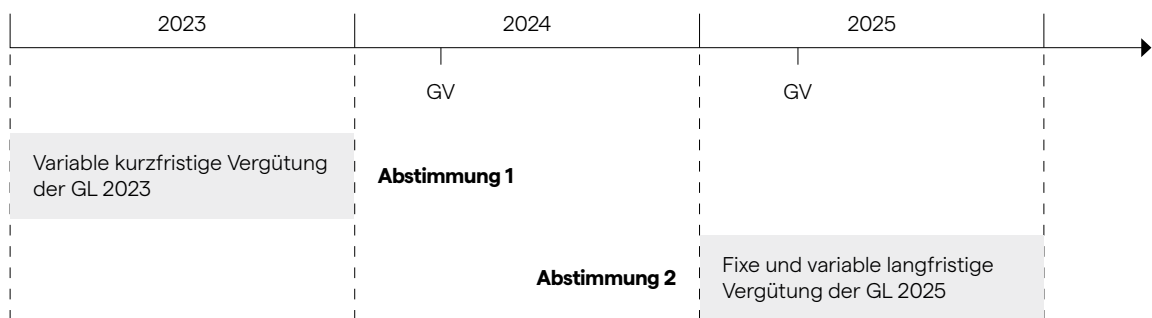 2023
2024
2025
GV
GV
Variable kurzfristige Vergütung
der GL 2023
Abstimmung 1
Abstimmung 2
Fixe und variable langfristige
Vergütung der GL 2025